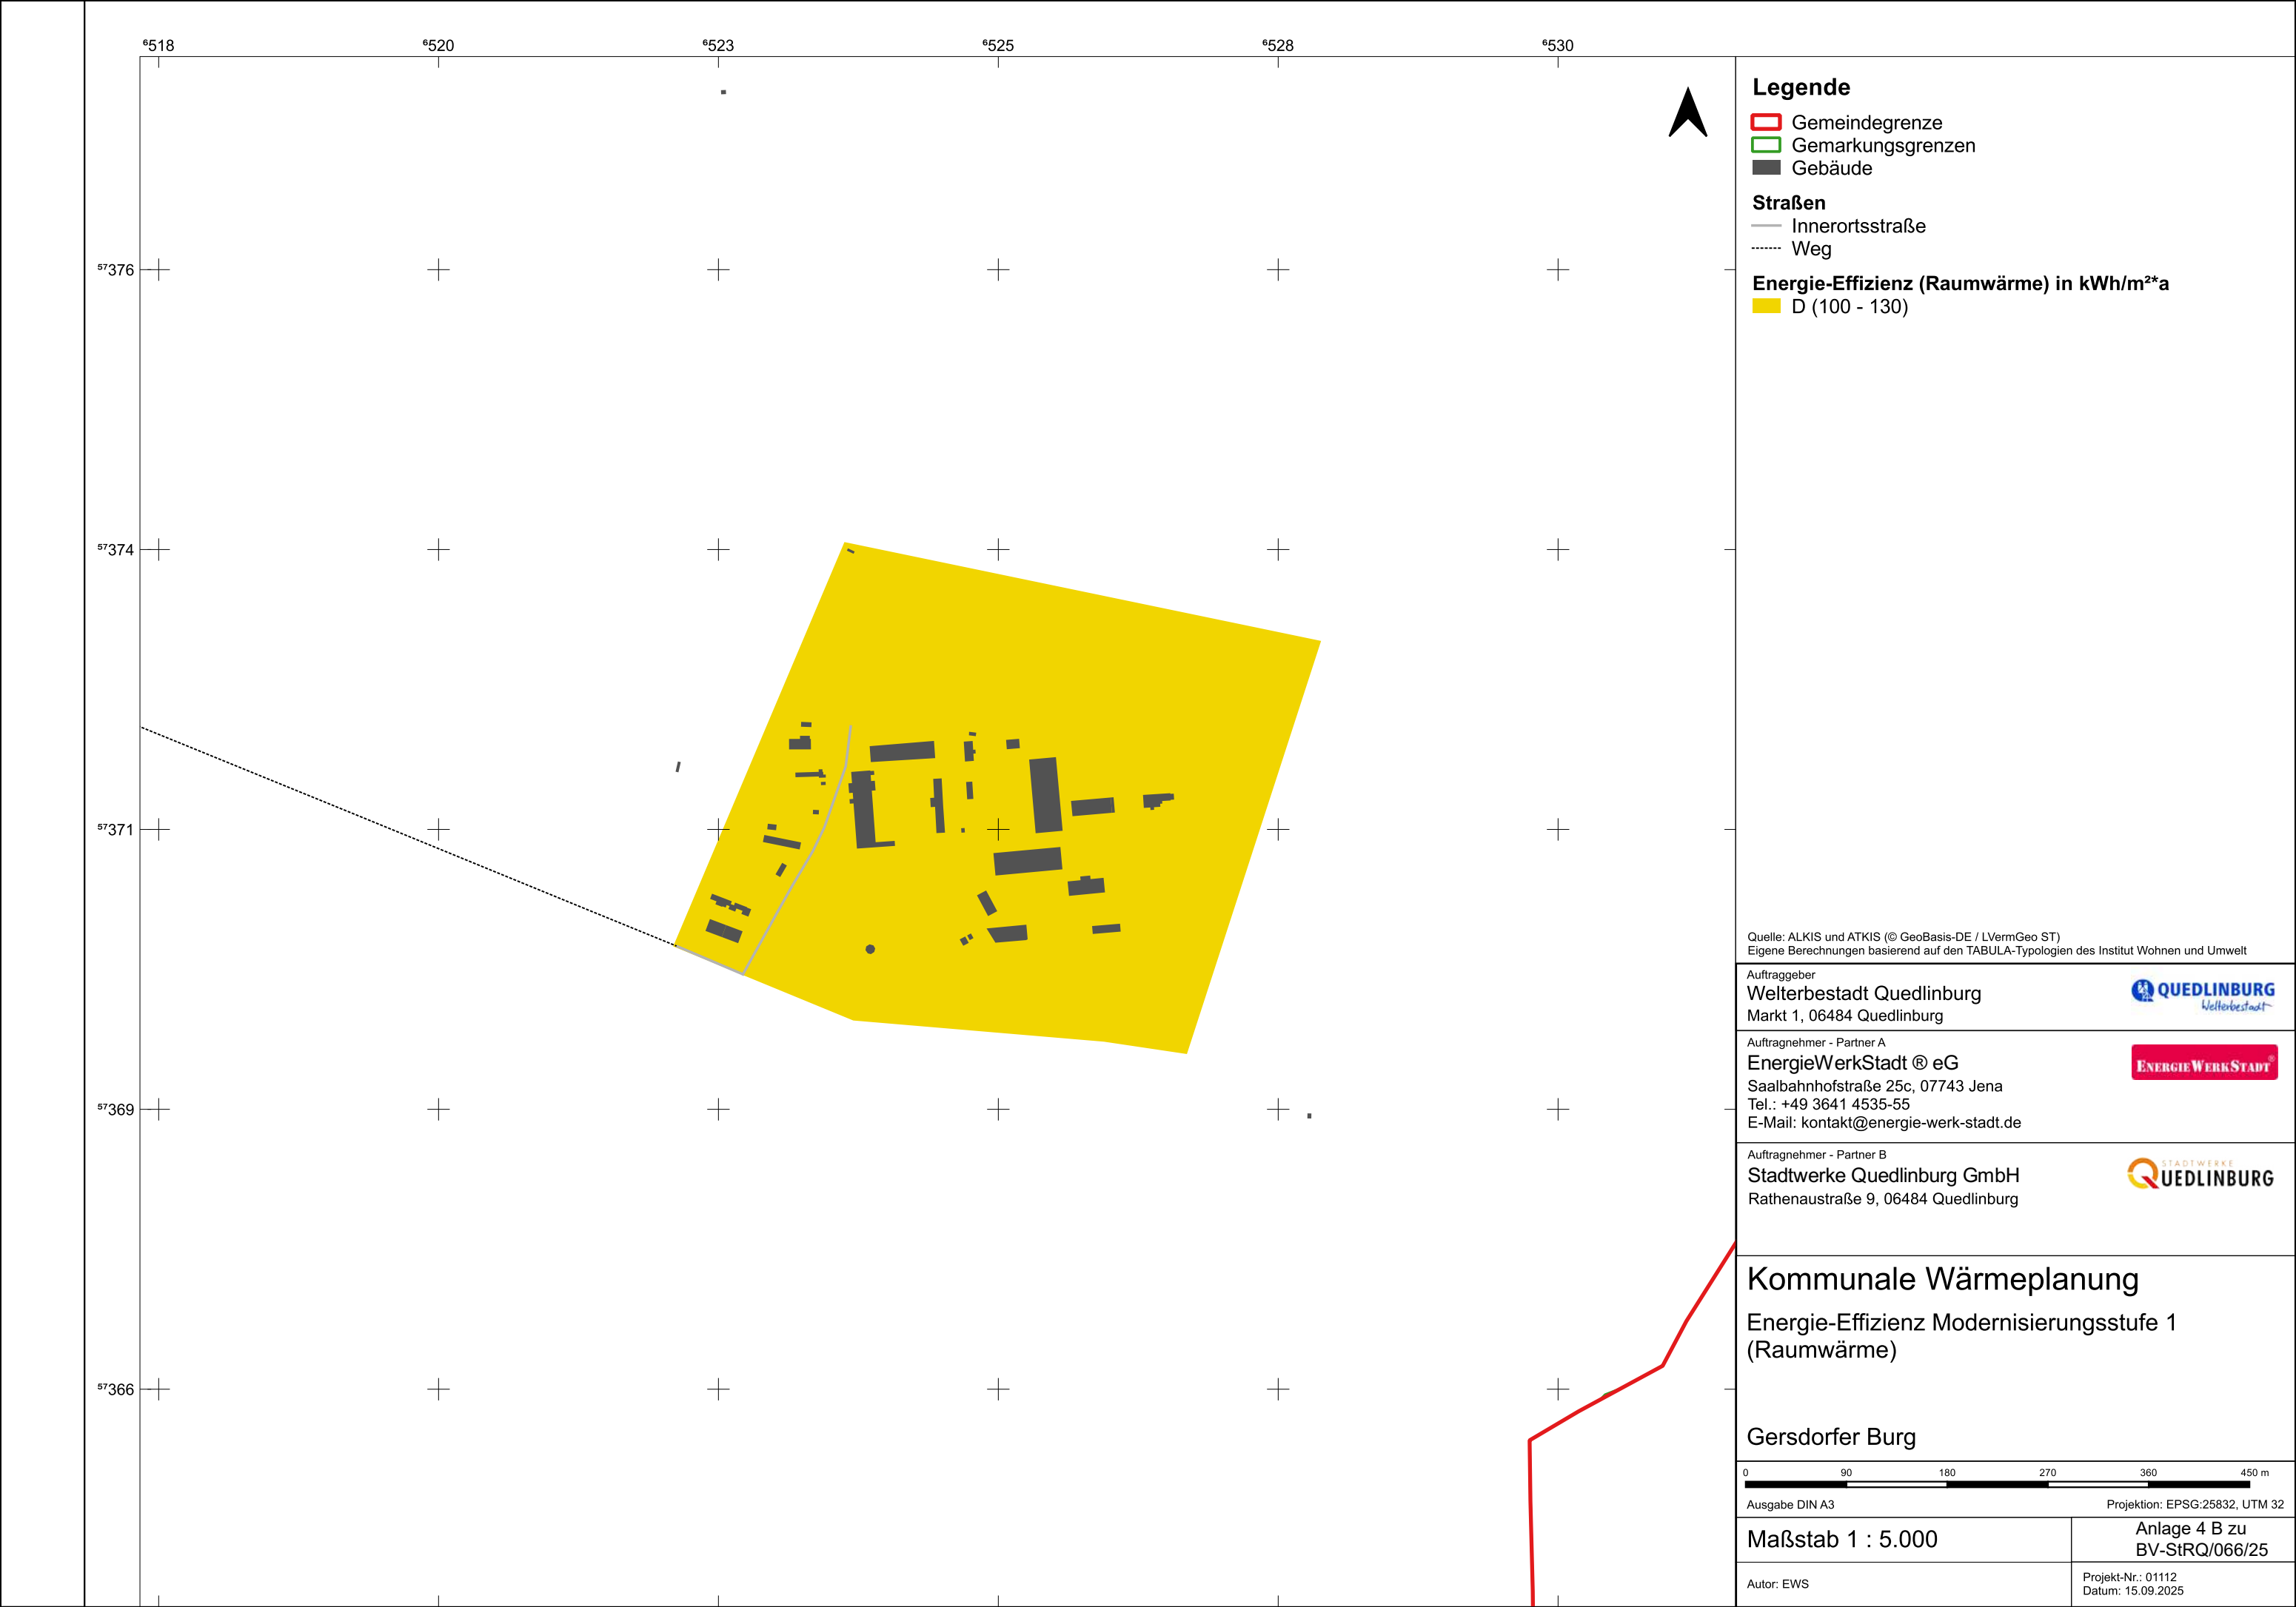 ⁶518 ⁶520 ⁶523 ⁶525 ⁶528 ⁶530
⁵⁷376
⁵⁷374
⁵⁷371
⁵⁷369
⁵⁷366
Legende
Gemeindegrenze
Gemarkungsgrenzen
Gebäude
Straßen
Innerortsstraße
Weg
Energie-Effizienz (Raumwärme) in kWh/m²*a
D (100 - 130)
Quelle: ALKIS und ATKIS (© GeoBasis-DE / LVermGeo ST)
Eigene Berechnungen basierend auf den TABULA-Typologien des Institut Wohnen und Umwelt
Auftraggeber
Welterbestadt Quedlinburg
Markt 1, 06484 Quedlinburg
QUEDLINBURG
Welterbestadt
Auftragnehmer - Partner A
EnergieWerkStadt ® eG
Saalbahnhofstraße 25c, 07743 Jena
Tel.: +49 3641 4535-55
E-Mail: kontakt@energie-werk-stadt.de
ENERGIEWERKSTADT®
Auftragnehmer - Partner B
Stadtwerke Quedlinburg GmbH
Rathenaustraße 9, 06484 Quedlinburg
STADTWERKE
QUEDLINBURG
Kommunale Wärmeplanung
Energie-Effizienz Modernisierungsstufe 1
(Raumwärme)
Gersdorfer Burg
0 90 180 270 360 450 m
Ausgabe DIN A3 Projektion: EPSG:25832, UTM 32
Maßstab 1 : 5.000
Anlage 4 B zu
BV-StRQ/066/25
Autor: EWS
Projekt-Nr.: 01112
Datum: 15.09.2025